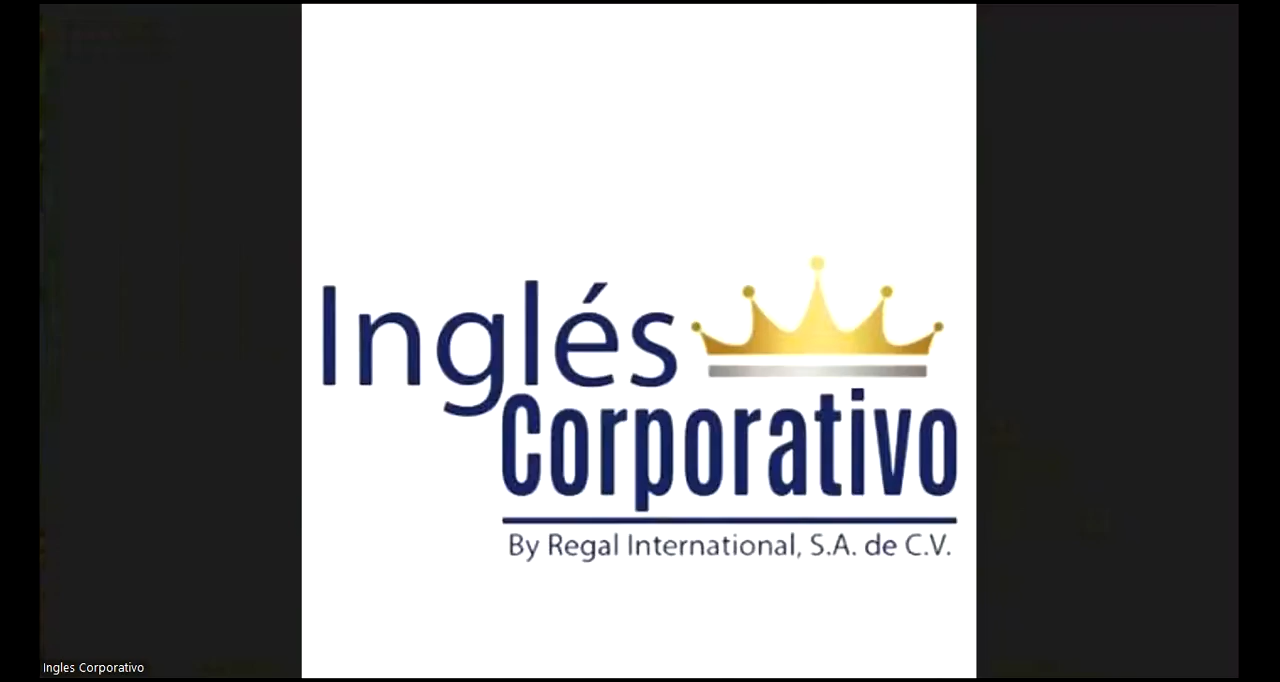 Inglés
Corporativo
By Regal International, S.A. de C.V.
Ingles Corporativo